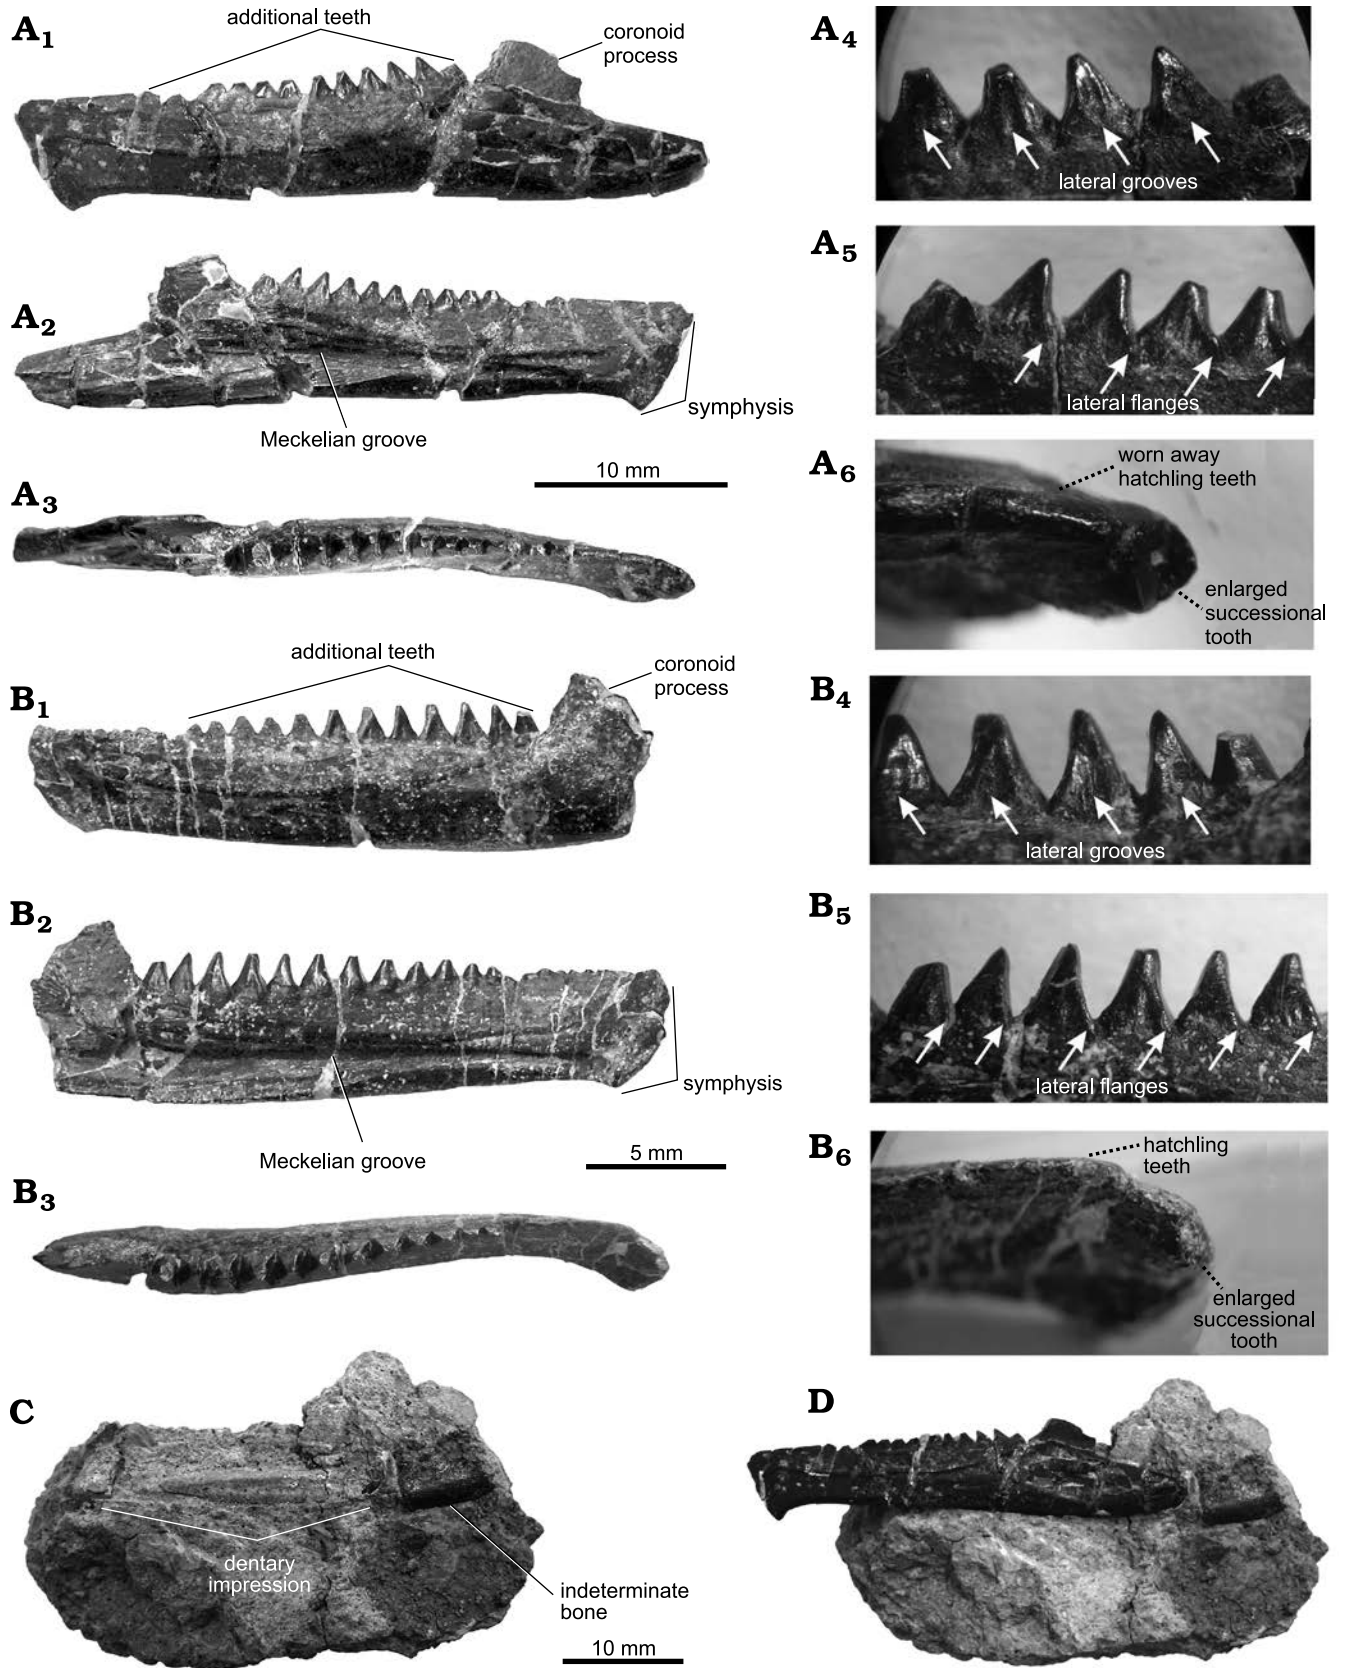 A1
additional teeth
coronoid
process
A2
Meckelian groove
symphysis
10 mm
A3
B1
additional teeth
coronoid
process
B2
Meckelian groove
symphysis
5 mm
B3
C
dentary
impression
indeterminate
bone
10 mm
A4
lateral grooves
A5
lateral flanges
A6
worn away
hatchling teeth
enlarged
successional
tooth
B4
lateral grooves
B5
lateral flanges
B6
hatchling
teeth
enlarged
successional
tooth
D